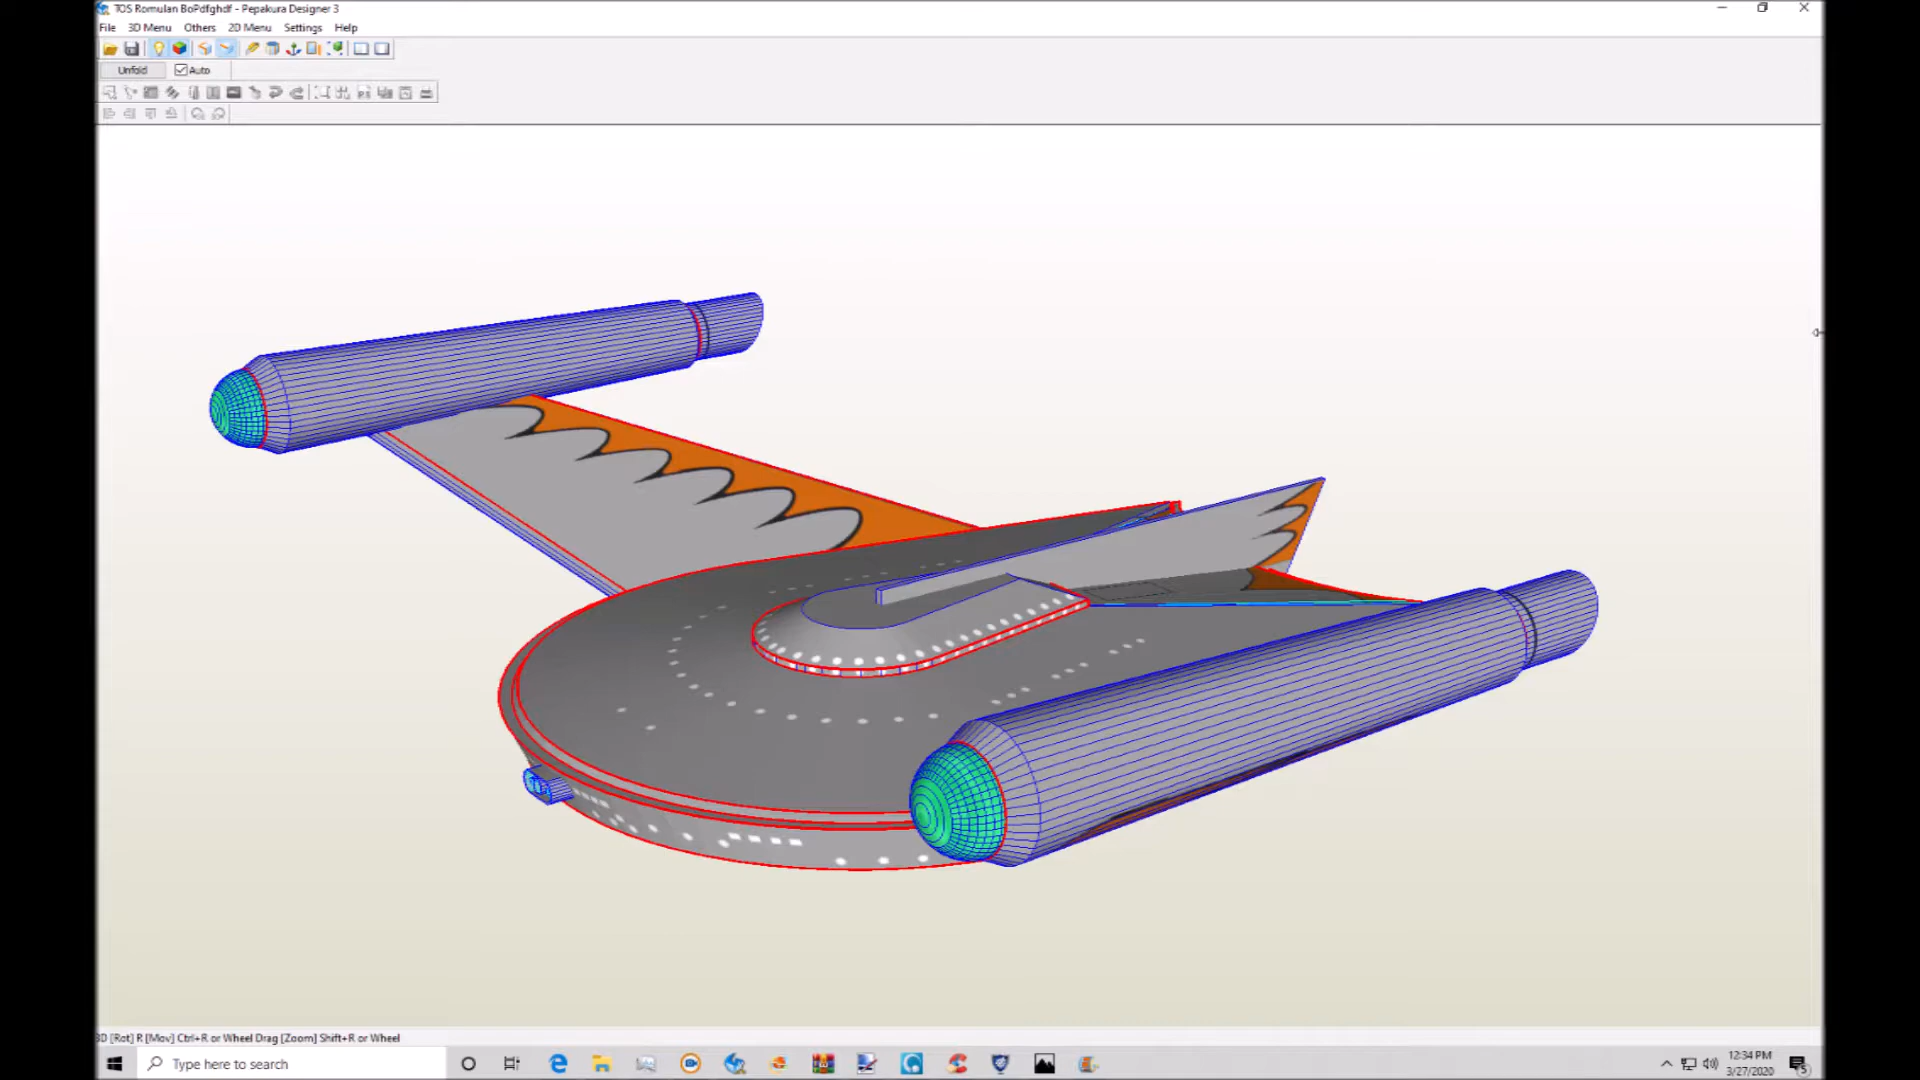 TOS Romulan BoPdfghdf - Pepakura Designer 3
File 3D Menu Others 2D Menu Settings Help
Unfold Auto
3D [Rot] R [Mov] Ctrl+R or Wheel Drag [Zoom] Shift+R or Wheel
Type here to search
12:34 PM
3/27/2020
5